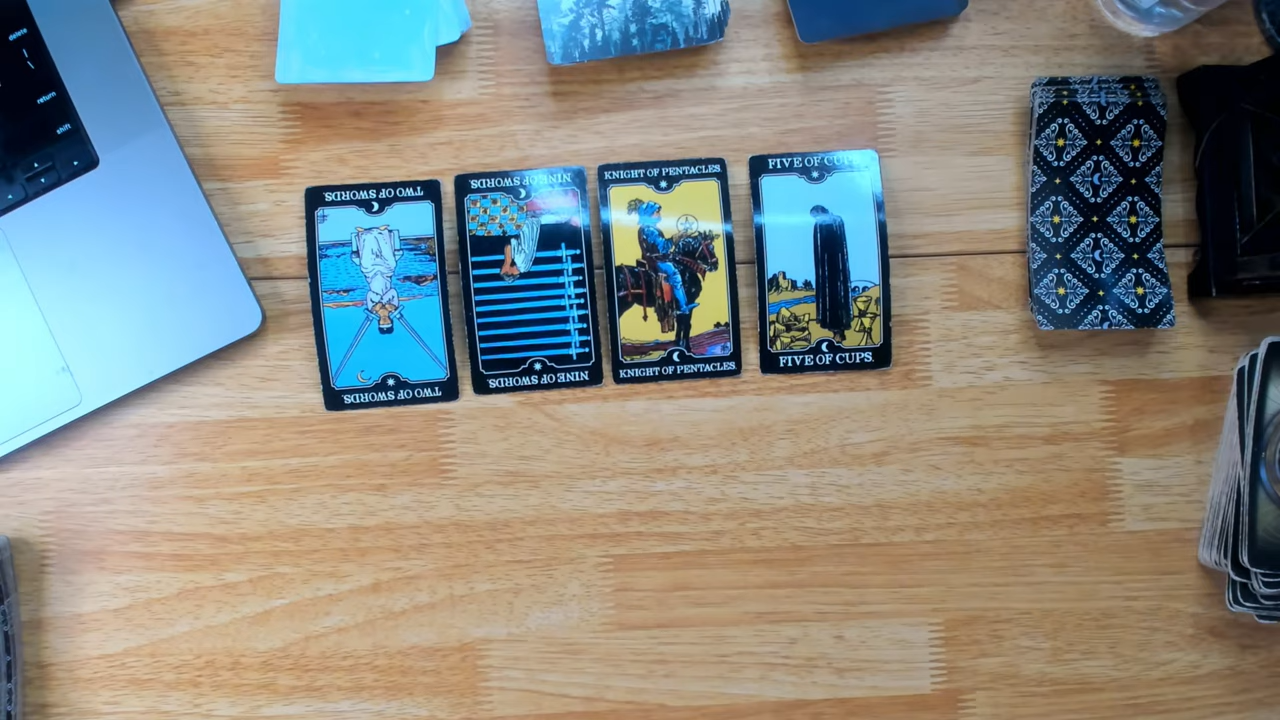 delete
return
shift
TWO OF SWORDS.
TWO OF SWORDS.
NINE OF SWORDS.
NINE OF SWORDS.
KNIGHT OF PENTACLES.
KNIGHT OF PENTACLES.
FIVE OF CUPS.
FIVE OF CUPS.